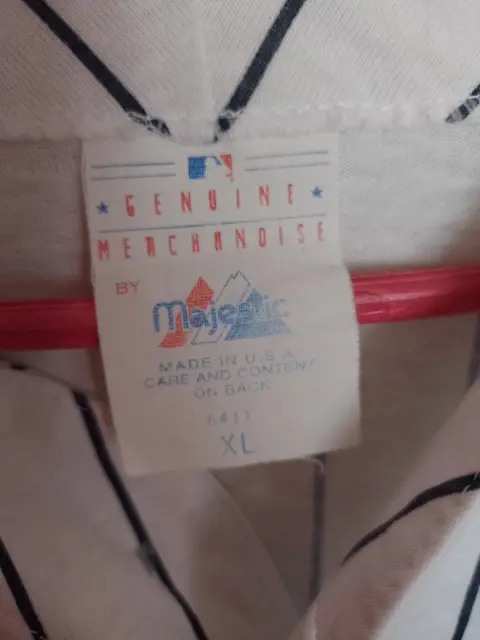 GENUINE
MERCHANDISE
BY
Majestic
MADE IN U.S.A.
CARE AND CONTENT
ON BACK
6411
XL